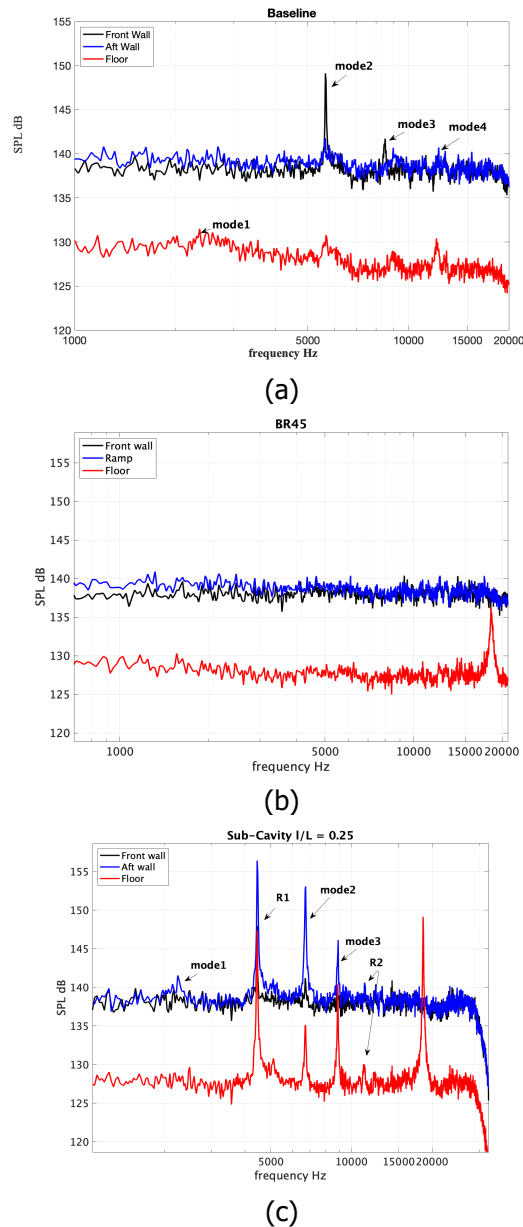 Baseline
Front Wall
Aft Wall
Floor
mode2
mode3
mode4
mode1
SPL dB
155
150
145
140
135
130
125
120
1000
5000
10000
15000
20000
frequency Hz
(a)
BR45
Front wall
Ramp
Floor
SPL dB
155
150
145
140
135
130
125
120
1000
5000
10000
15000
20000
frequency Hz
(b)
Sub-Cavity l/L = 0.25
Front wall
Aft wall
Floor
R1
mode2
mode1
mode3
R2
SPL dB
155
150
145
140
135
130
125
120
5000
10000
15000
20000
frequency Hz
(c)